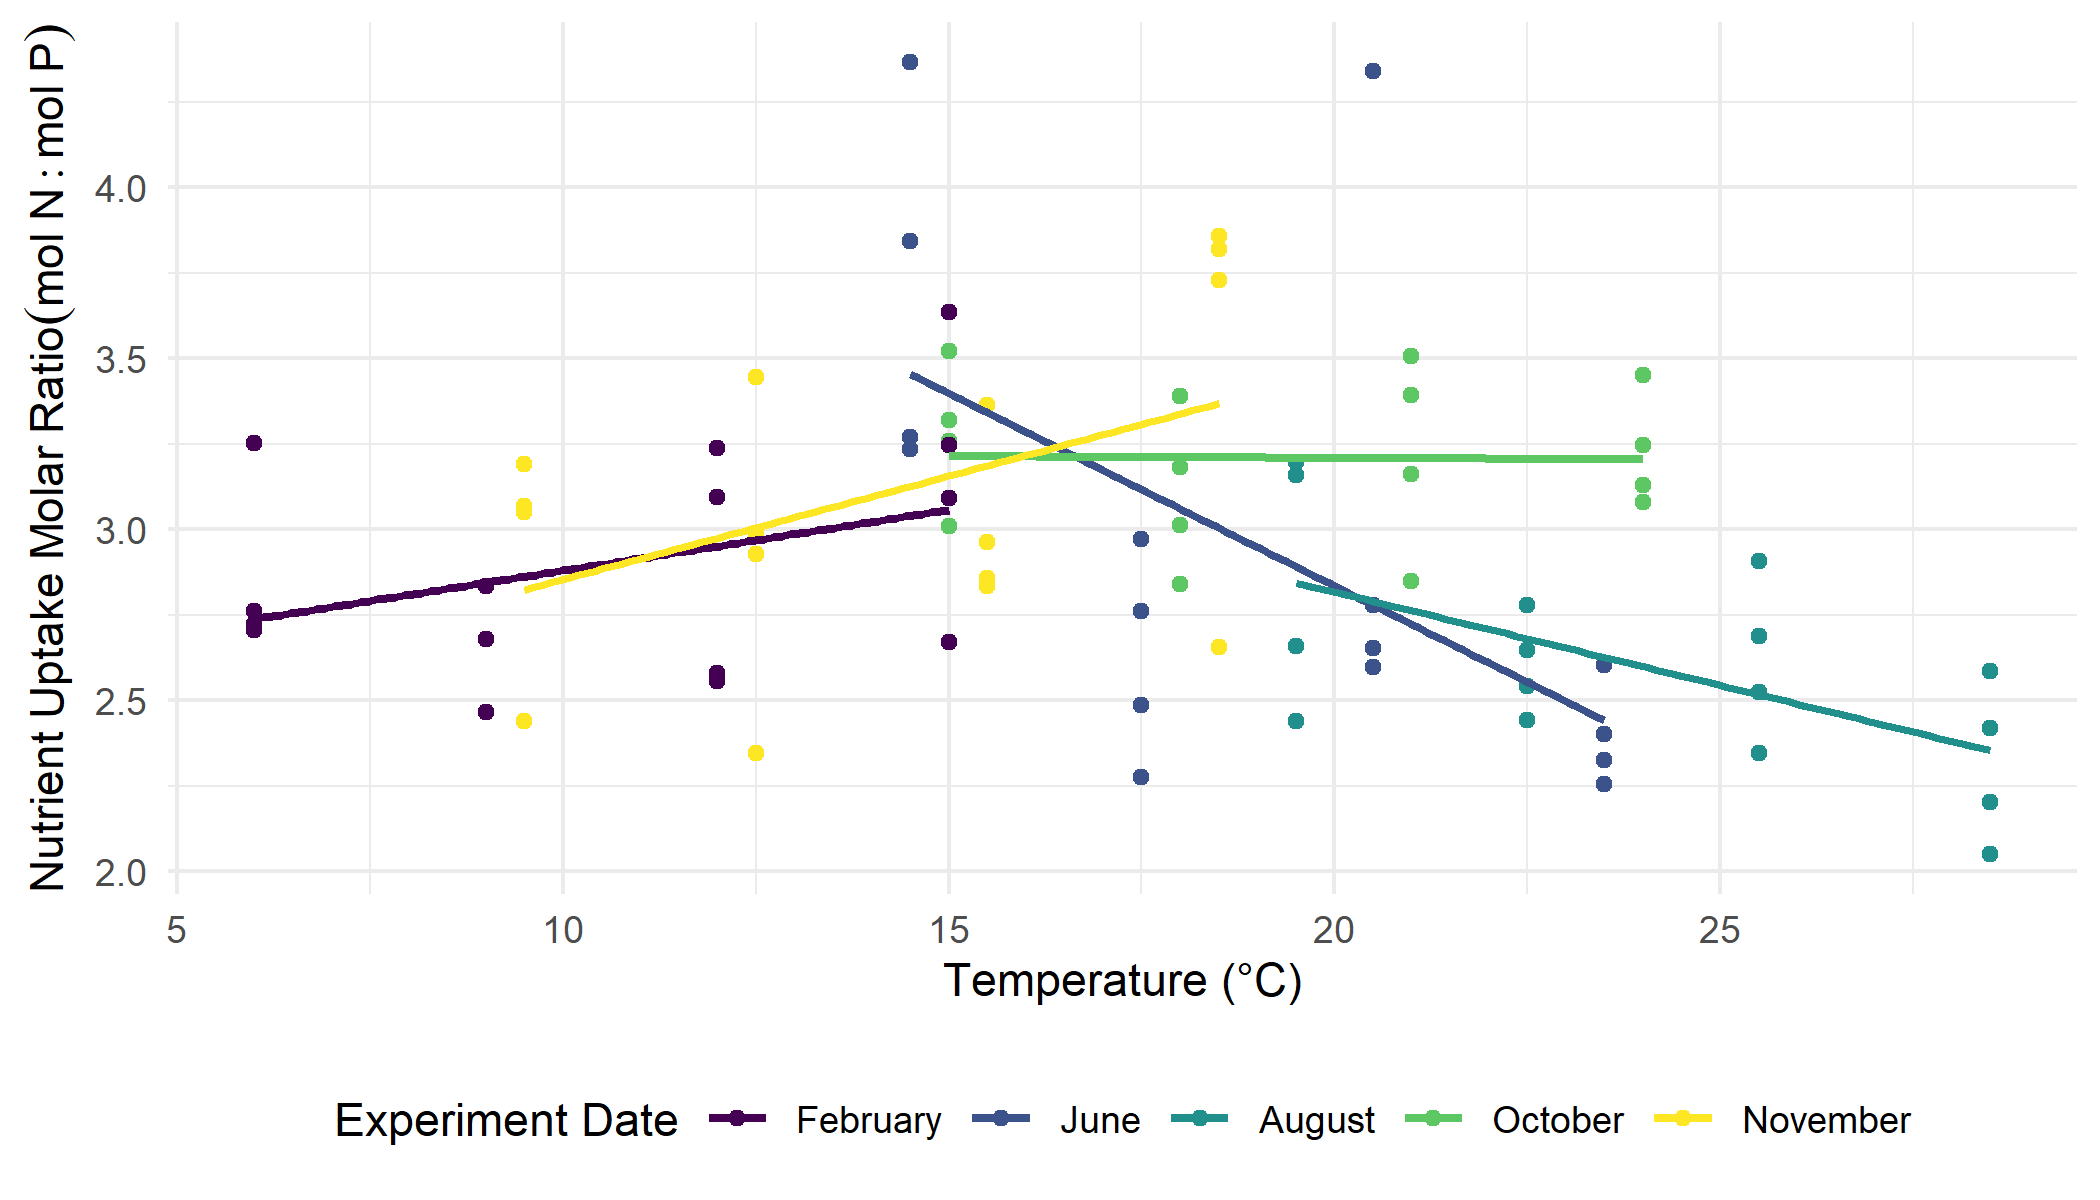 Nutrient Uptake Molar Ratio(mol N : mol P)
4.0
3.5
3.0
2.5
2.0
5 10 15 20 25
Temperature (°C)
Experiment Date February June August October November